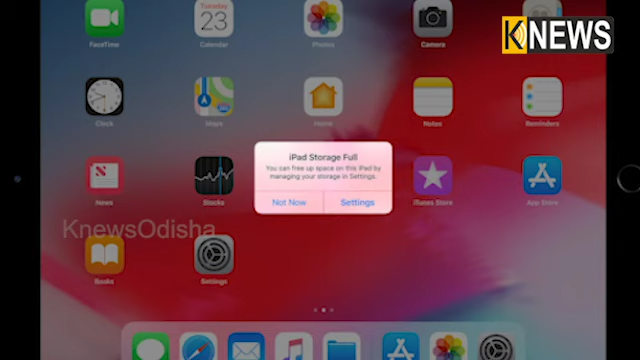 Tuesday
23
KNEWS
FaceTime
Calendar
Photos
Camera
Clock
Maps
Home
Notes
Reminders
iPad Storage Full
You can free up space on this iPad by
managing your storage in Settings.
Not Now
Settings
News
Stocks
iTunes Store
App Store
KnewsOdisha
Books
Settings